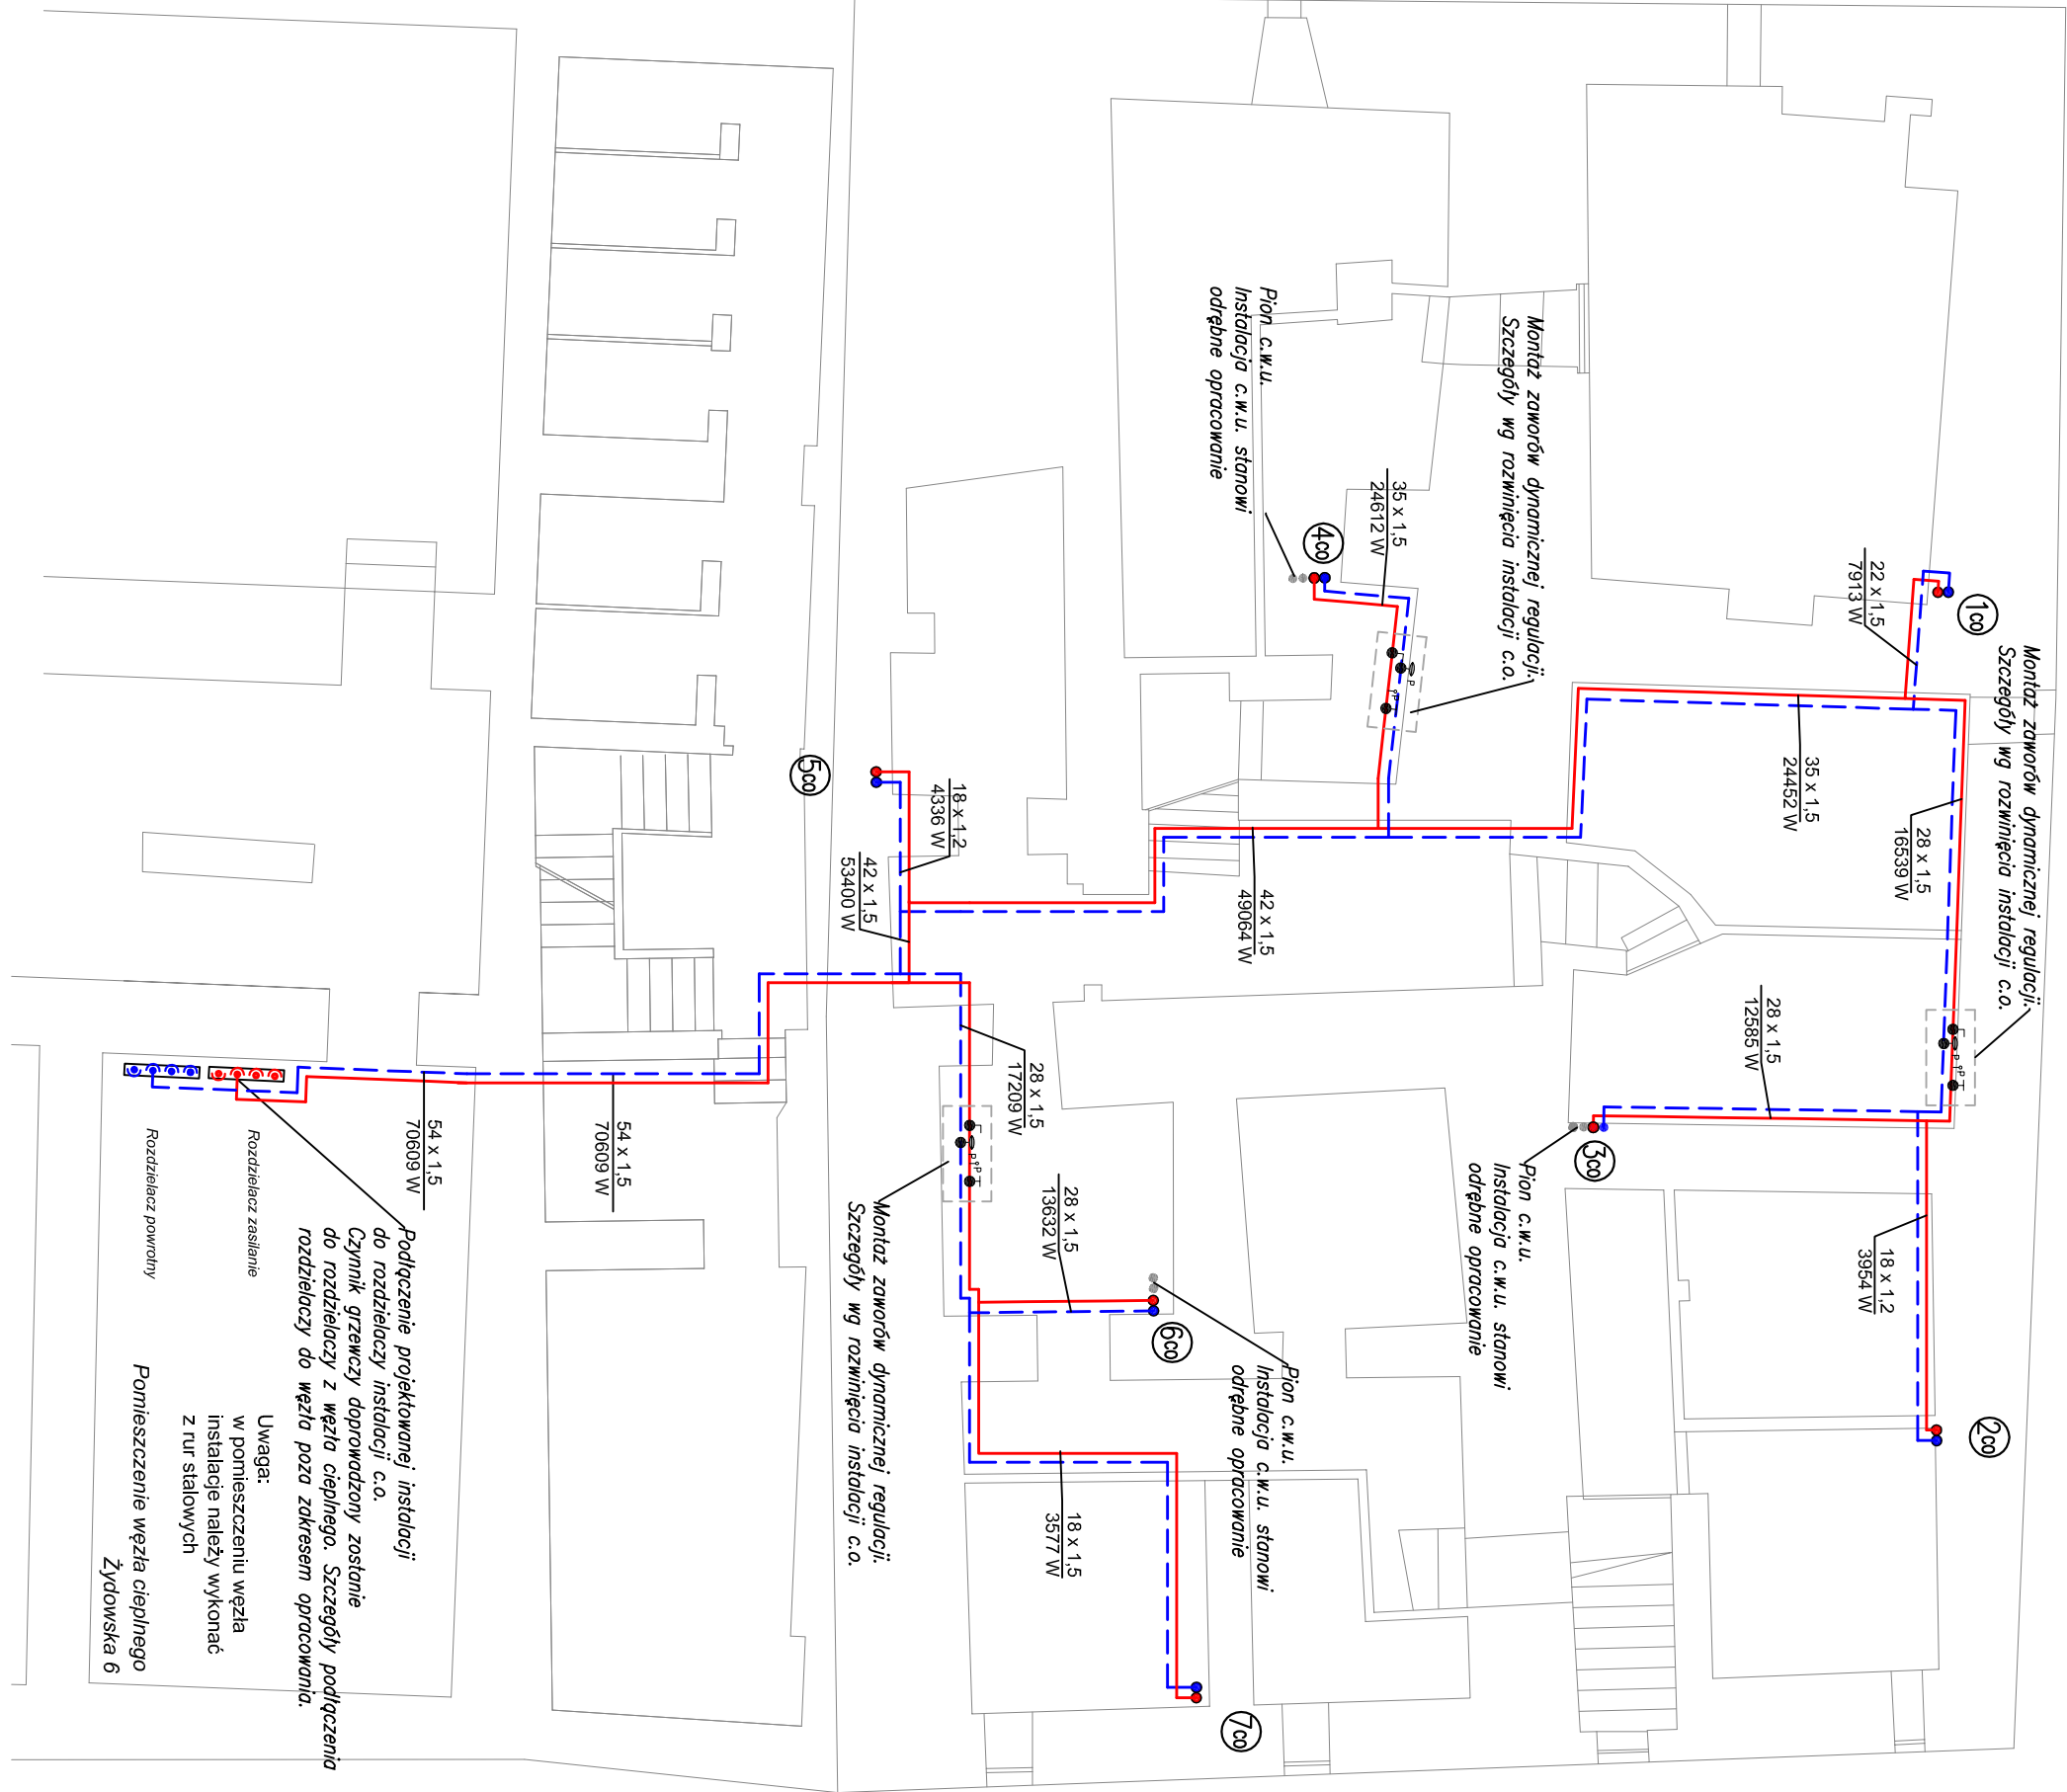 Montaż zaworów dynamicznej regulacji.
Szczegóły wg rozwinięcia instalacji c.o.
1co
22 x 1,5
7913 W
28 x 1,5
16539 W
35 x 1,5
24452 W
Montaż zaworów dynamicznej regulacji.
Szczegóły wg rozwinięcia instalacji c.o.
35 x 1,5
24612 W
4co
Pion c.w.u.
Instalacja c.w.u. stanowi
odrębne opracowanie
28 x 1,5
12585 W
3co
Pion c.w.u.
Instalacja c.w.u. stanowi
odrębne opracowanie
18 x 1,2
3954 W
2co
42 x 1,5
49064 W
18 x 1,2
4336 W
5co
42 x 1,5
53400 W
28 x 1,5
17209 W
28 x 1,5
13632 W
6co
Pion c.w.u.
Instalacja c.w.u. stanowi
odrębne opracowanie
Montaż zaworów dynamicznej regulacji.
Szczegóły wg rozwinięcia instalacji c.o.
18 x 1,5
3577 W
7co
54 x 1,5
70609 W
54 x 1,5
70609 W
Rozdzielacz zasilanie
Rozdzielacz powrotny
Podłączenie projektowanej instalacji
do rozdzielaczy instalacji c.o.
Czynnik grzewczy doprowadzony zostanie
do rozdzielaczy z węzła cieplnego. Szczegóły podłączenia
rozdzielaczy do węzła poza zakresem opracowania.
Uwaga:
w pomieszczeniu węzła
instalacje należy wykonać
z rur stalowych
Pomieszczenie węzła cieplnego
Żydowska 6